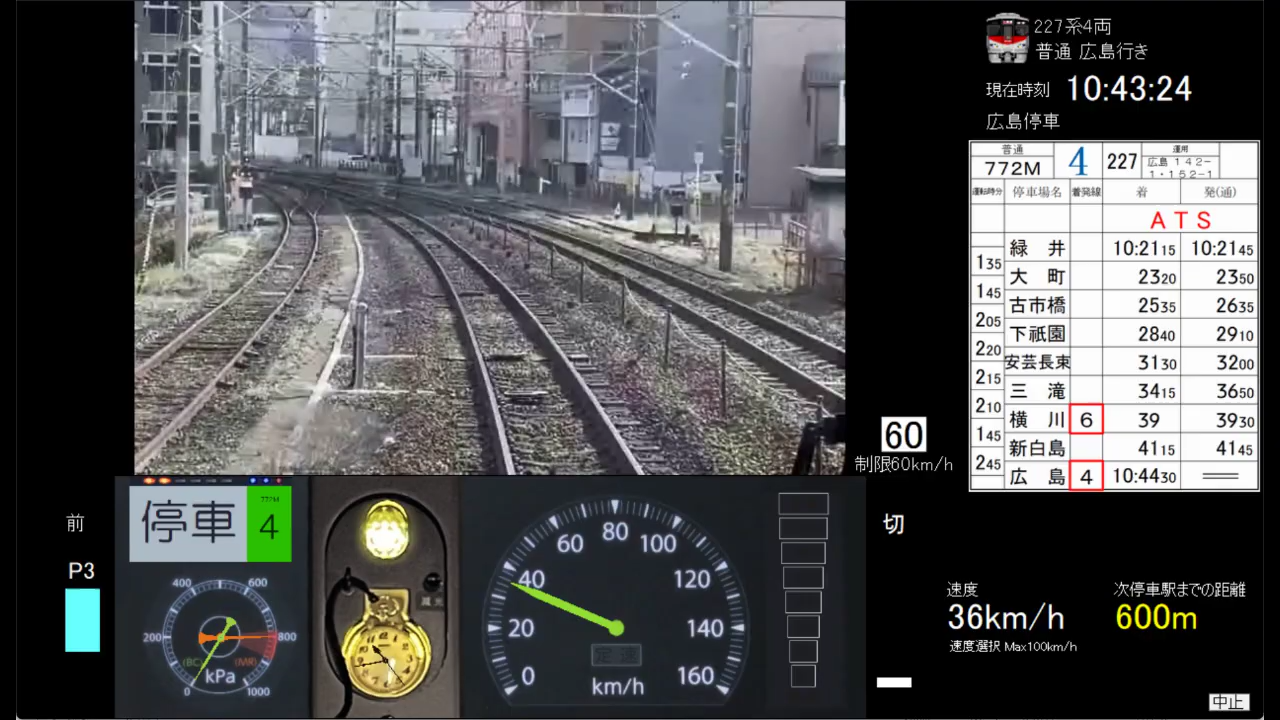 227系4両
普通 広島行き
現在時刻 10:43:24
広島停車
普通 772M 4 227 運用 広島 142-1・152-1
運転時分 停車場名 着発線 着 発(通)
ATS
緑井 10:21 15 10:21 45
1 35
大町 23 20 23 50
1 45
古市橋 25 35 26 35
2 05
下祇園 28 40 29 10
2 20
安芸長束 31 30 32 00
2 15
三滝 34 15 36 50
2 10
横川 6 39 39 30
1 45
新白島 41 15 41 45
2 45
広島 4 10:44 30
60
制限60km/h
前
P3
停車 772M 4
400 600
200 800
(BC) (MR)
kPa
0 1000
80
60 100
40 120
20 140
0 160
km/h
切
速度
36km/h
速度選択 Max100km/h
次停車駅までの距離
600m
中止